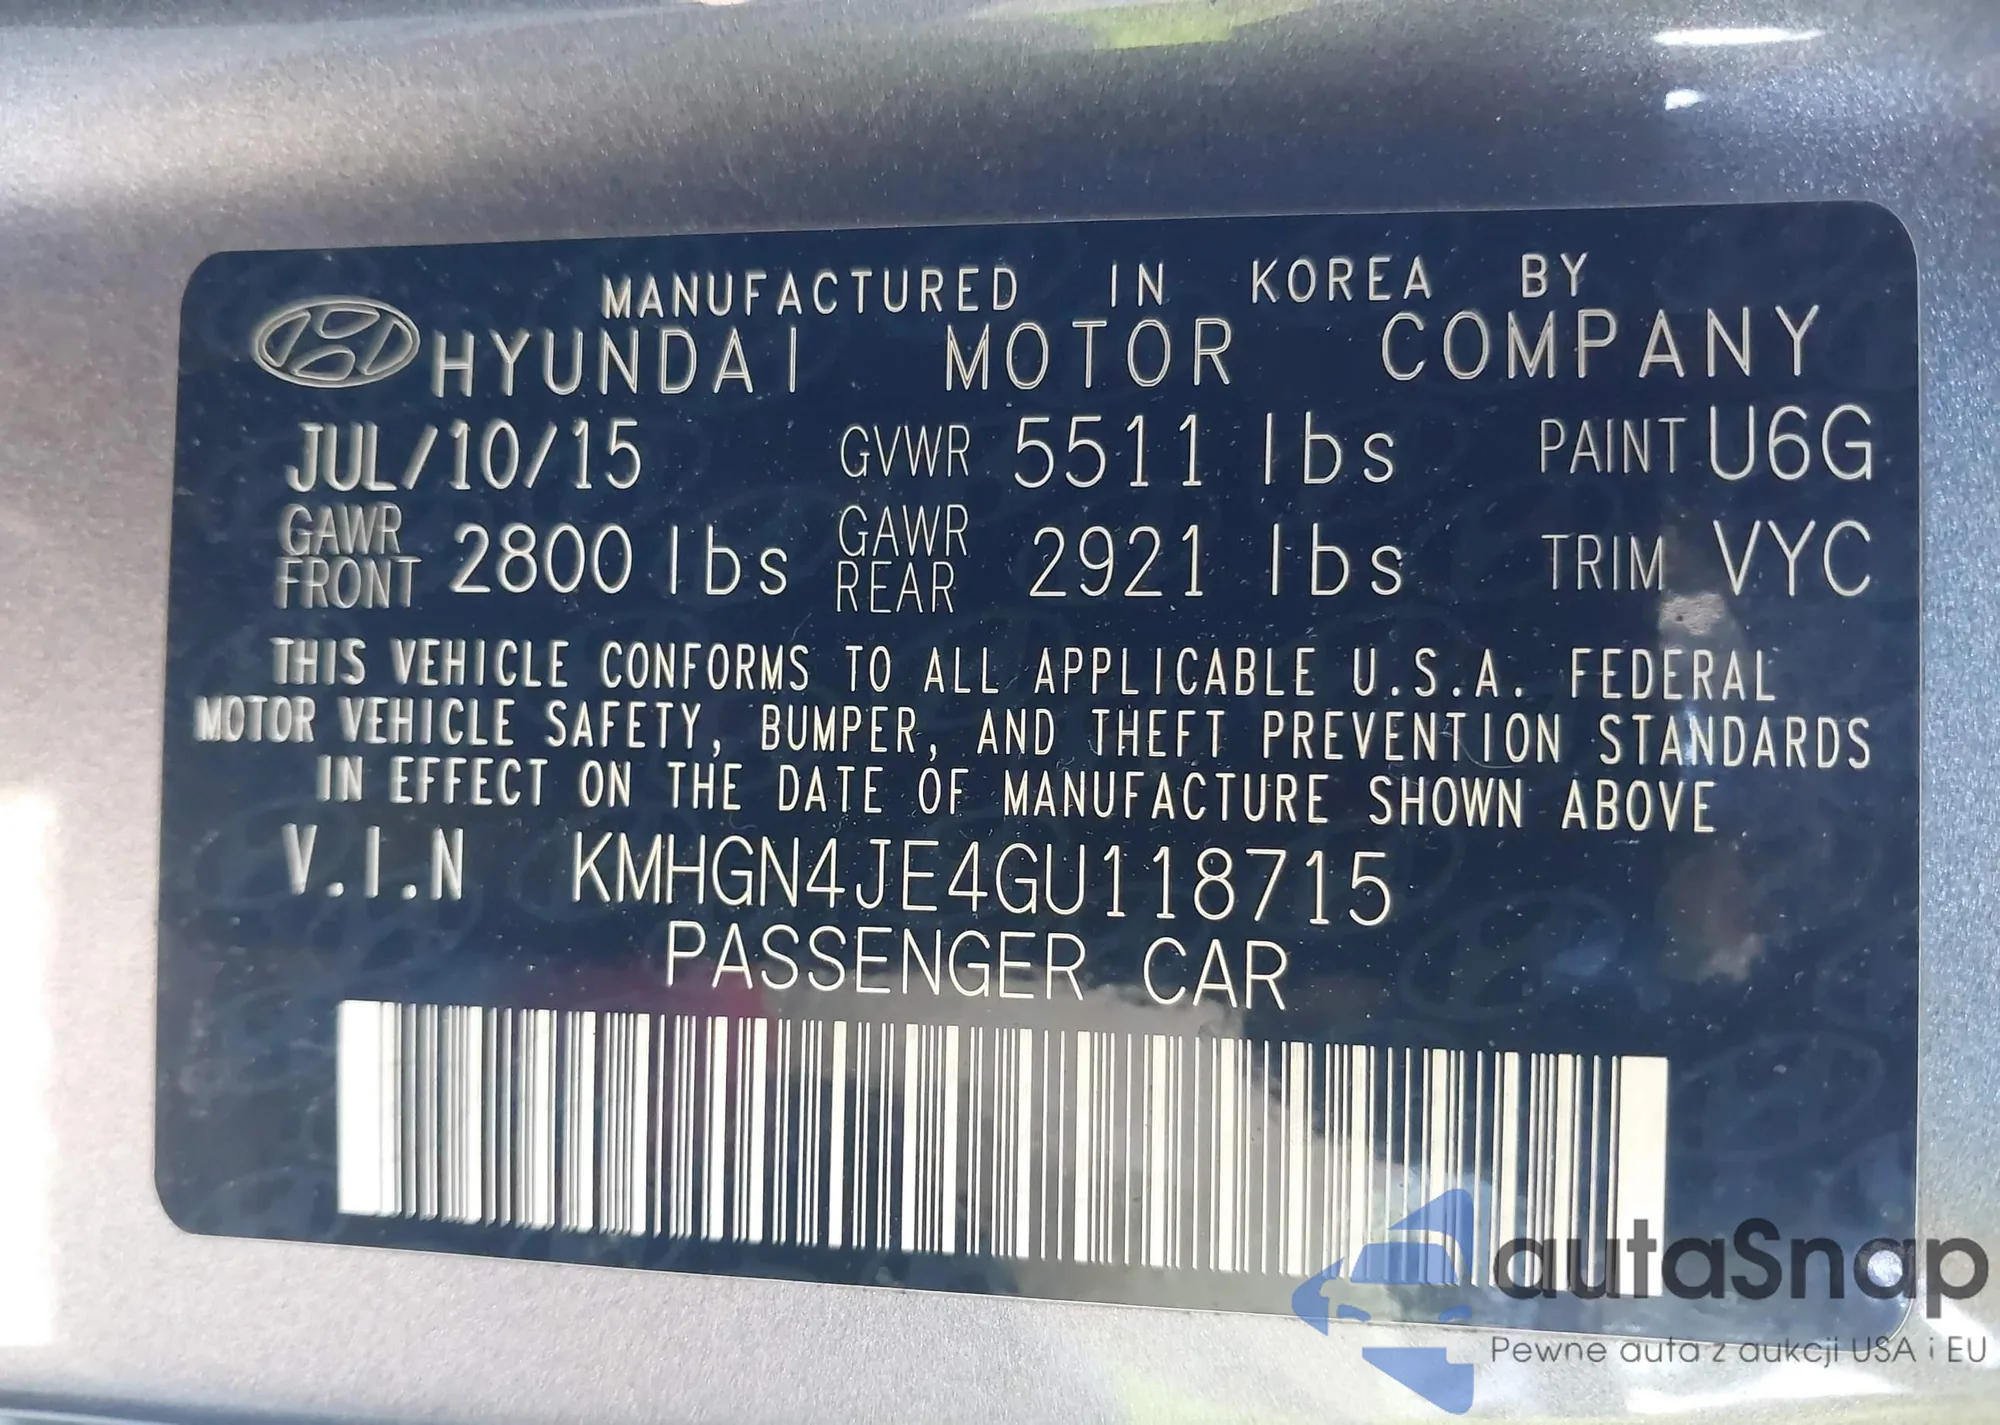 MANUFACTURED IN KOREA BY
HYUNDAI MOTOR COMPANY
JUL/10/15 GVWR 5511 lbs PAINT U6G
GAWR FRONT 2800 lbs GAWR REAR 2921 lbs TRIM VYC
THIS VEHICLE CONFORMS TO ALL APPLICABLE U.S.A. FEDERAL
MOTOR VEHICLE SAFETY, BUMPER, AND THEFT PREVENTION STANDARDS
IN EFFECT ON THE DATE OF MANUFACTURE SHOWN ABOVE
V.I.N KMHGN4JE4GU118715
PASSENGER CAR
autaSnap
Pewne auta z aukcji USA i EU